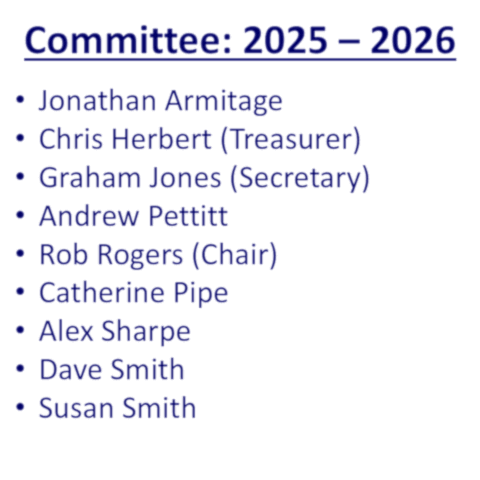 Committee: 2025 – 2026
• Jonathan Armitage
• Chris Herbert (Treasurer)
• Graham Jones (Secretary)
• Andrew Pettitt
• Rob Rogers (Chair)
• Catherine Pipe
• Alex Sharpe
• Dave Smith
• Susan Smith